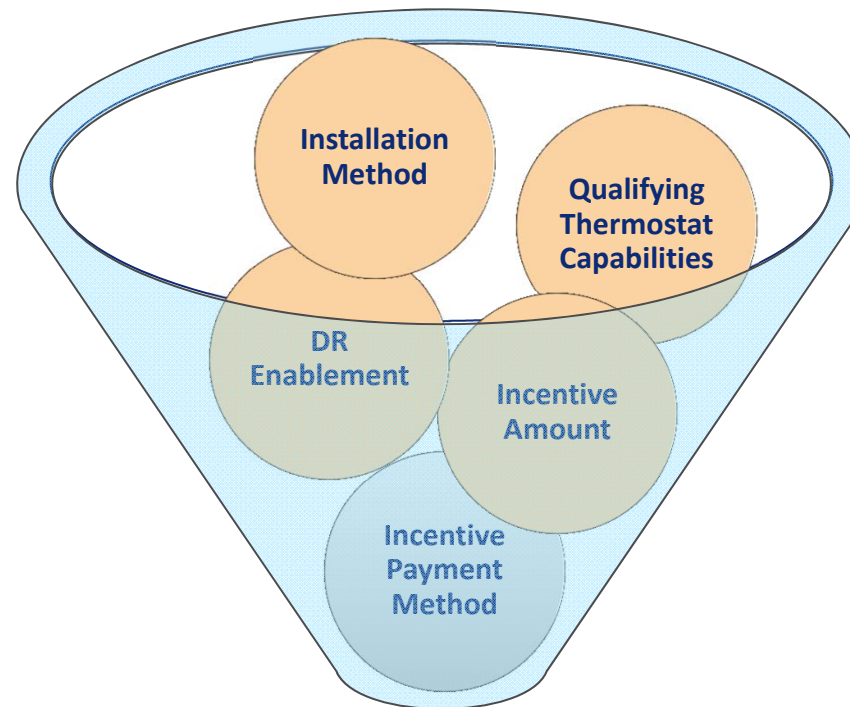 Installation
Method
Qualifying
Thermostat
Capabilities
DR
Enablement
Incentive
Amount
Incentive
Payment
Method